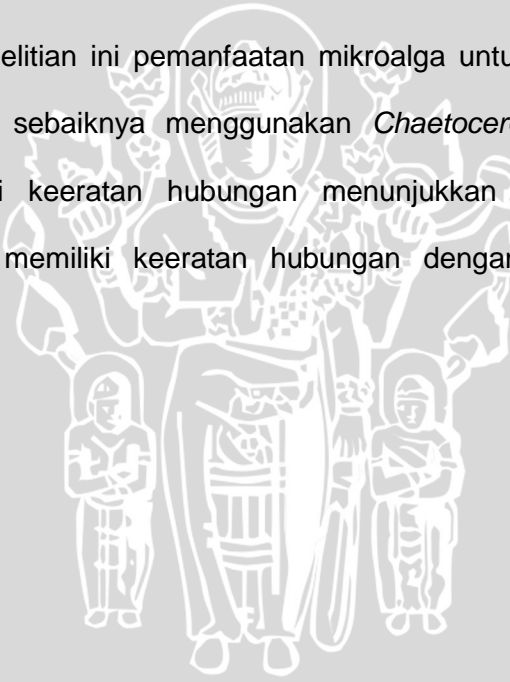 elitian ini pemanfaatan mikroalga untu
sebaiknya menggunakan Chaetocer
i keeratan hubungan menunjukkan
memiliki keeratan hubungan dengan